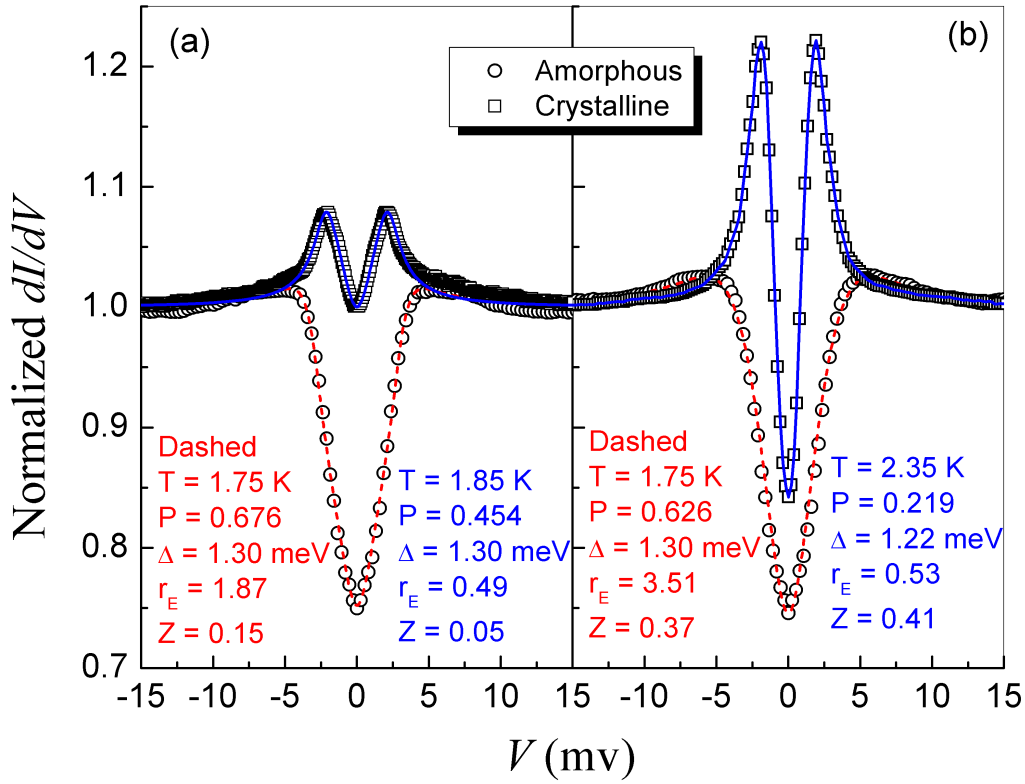 (a)
(b)
Amorphous
Crystalline
Normalized dI/dV
1.2
1.1
1.0
0.9
0.8
0.7
Dashed
T = 1.75 K
P = 0.676
Δ = 1.30 meV
r_E = 1.87
Z = 0.15
T = 1.85 K
P = 0.454
Δ = 1.30 meV
r_E = 0.49
Z = 0.05
Dashed
T = 1.75 K
P = 0.626
Δ = 1.30 meV
r_E = 3.51
Z = 0.37
T = 2.35 K
P = 0.219
Δ = 1.22 meV
r_E = 0.53
Z = 0.41
-15 -10 -5 0 5 10 15 -10 -5 0 5 10 15
V (mv)